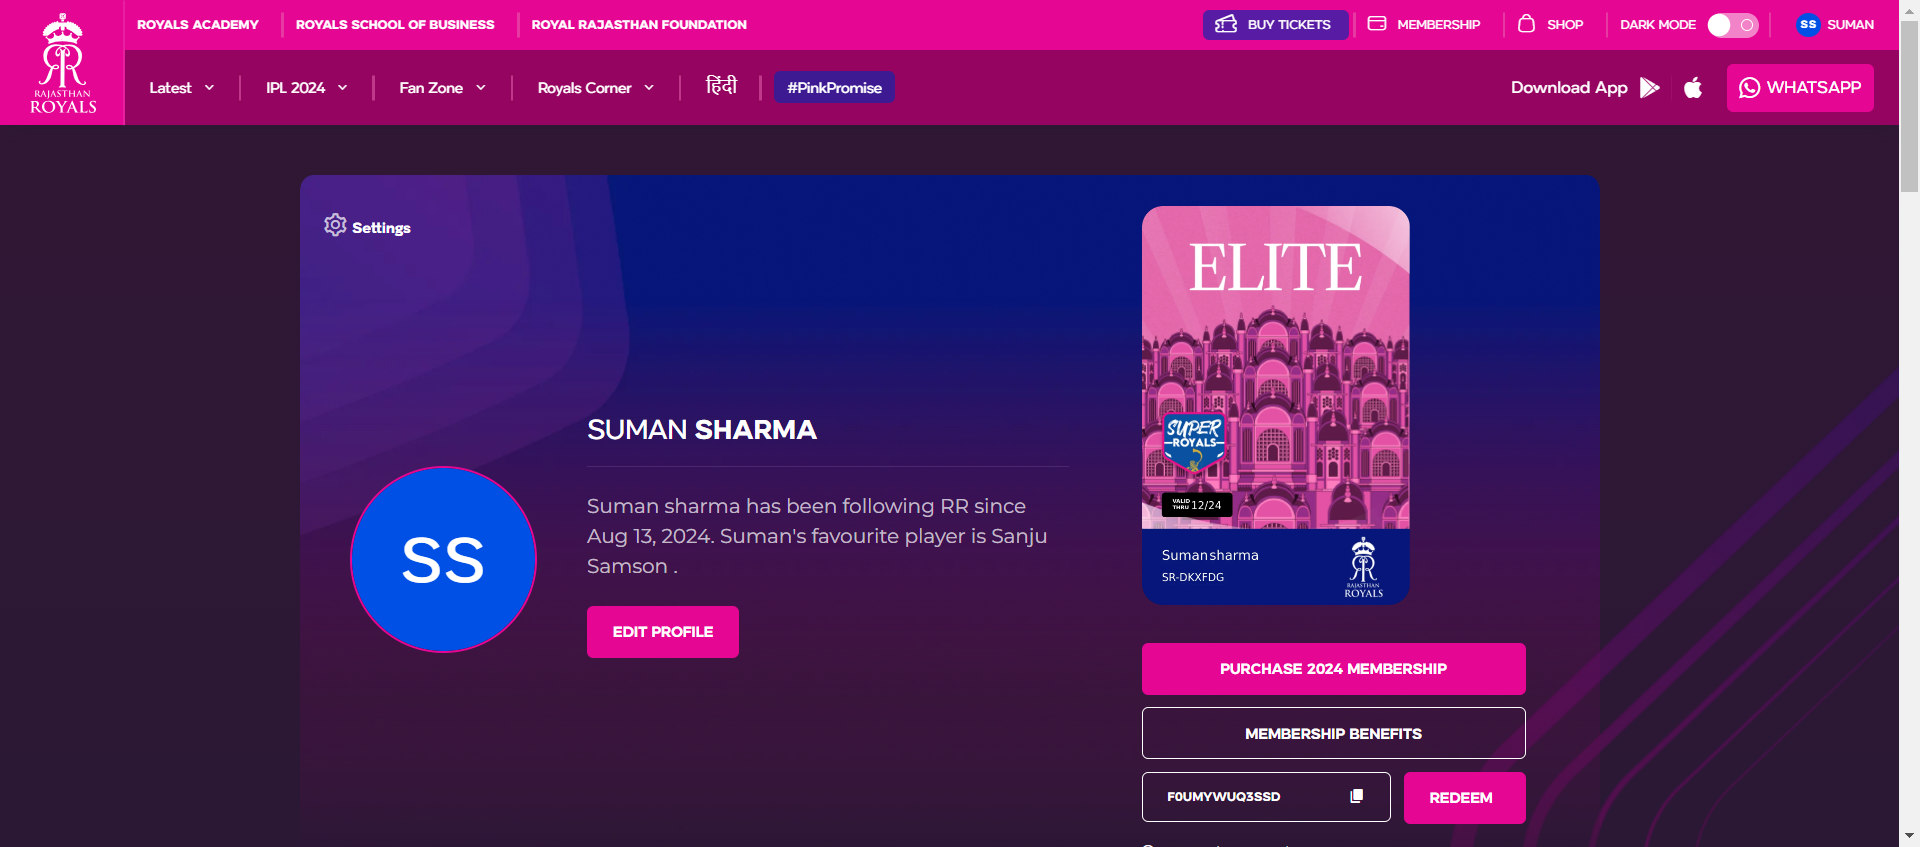 ROYALS ACADEMY
ROYALS SCHOOL OF BUSINESS
ROYAL RAJASTHAN FOUNDATION
BUY TICKETS
MEMBERSHIP
SHOP
DARK MODE
SS SUMAN
RAJASTHAN
ROYALS
Latest
IPL 2024
Fan Zone
Royals Corner
हिंदी
#PinkPromise
Download App
WHATSAPP
Settings
ELITE
SUPER
ROYALS
VALID
THRU 12/24
Suman sharma
SR-DKXFDG
RAJASTHAN
ROYALS
SUMAN SHARMA
SS
Suman sharma has been following RR since
Aug 13, 2024. Suman's favourite player is Sanju
Samson .
EDIT PROFILE
PURCHASE 2024 MEMBERSHIP
MEMBERSHIP BENEFITS
F0UMYWUQ3SSD
REDEEM